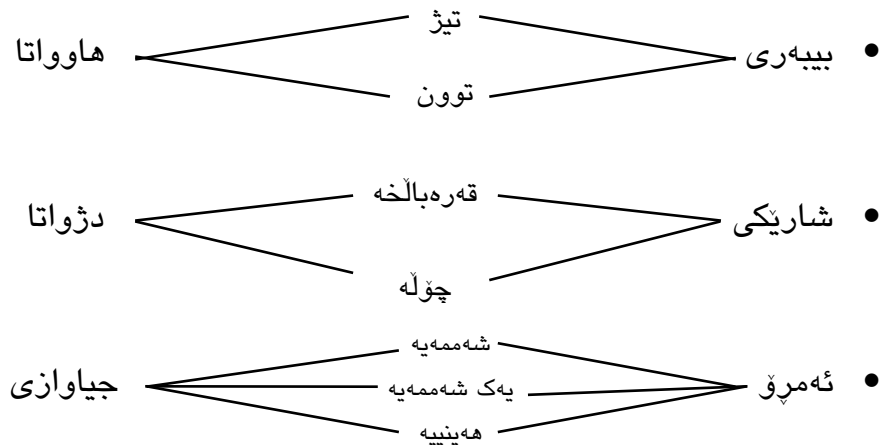 تیژ
• بیبەری هاوواتا
توون
قەرەباڵخە
• شارێکی دژواتا
چۆڵە
شەممەیە
• ئەمڕۆ یەک شەممەیە جیاوازی
هەینییە